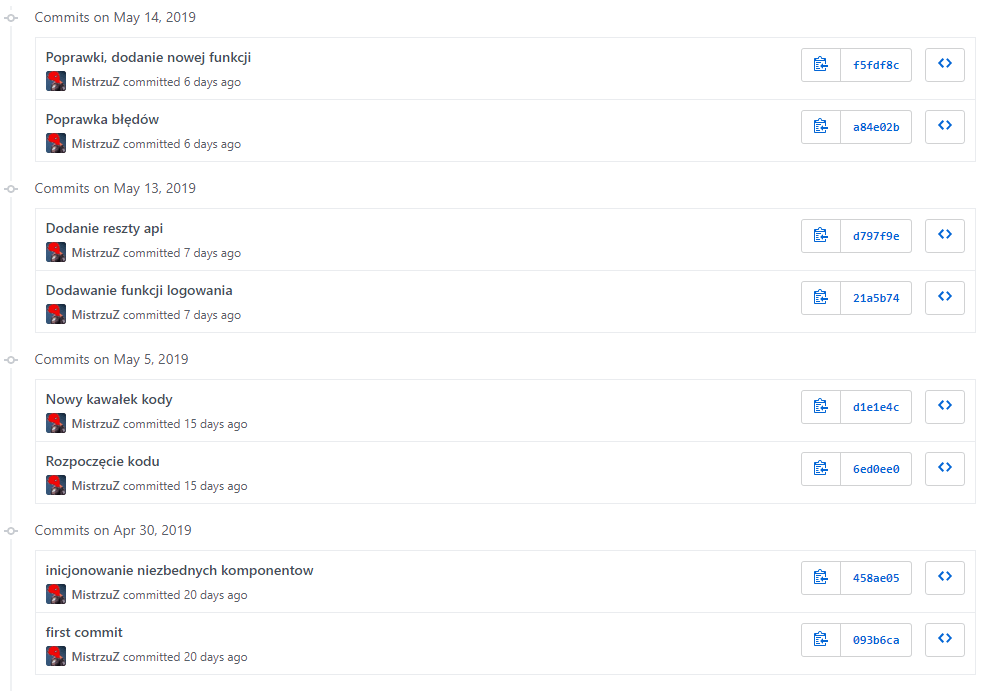 Commits on May 14, 2019
Poprawki, dodanie nowej funkcji
MistrzuZ committed 6 days ago
f5fdf8c
Poprawka błędów
MistrzuZ committed 6 days ago
a84e02b
Commits on May 13, 2019
Dodanie reszty api
MistrzuZ committed 7 days ago
d797f9e
Dodawanie funkcji logowania
MistrzuZ committed 7 days ago
21a5b74
Commits on May 5, 2019
Nowy kawałek kody
MistrzuZ committed 15 days ago
d1e1e4c
Rozpoczęcie kodu
MistrzuZ committed 15 days ago
6ed0ee0
Commits on Apr 30, 2019
inicjonowanie niezbednych komponentow
MistrzuZ committed 20 days ago
458ae05
first commit
MistrzuZ committed 20 days ago
093b6ca